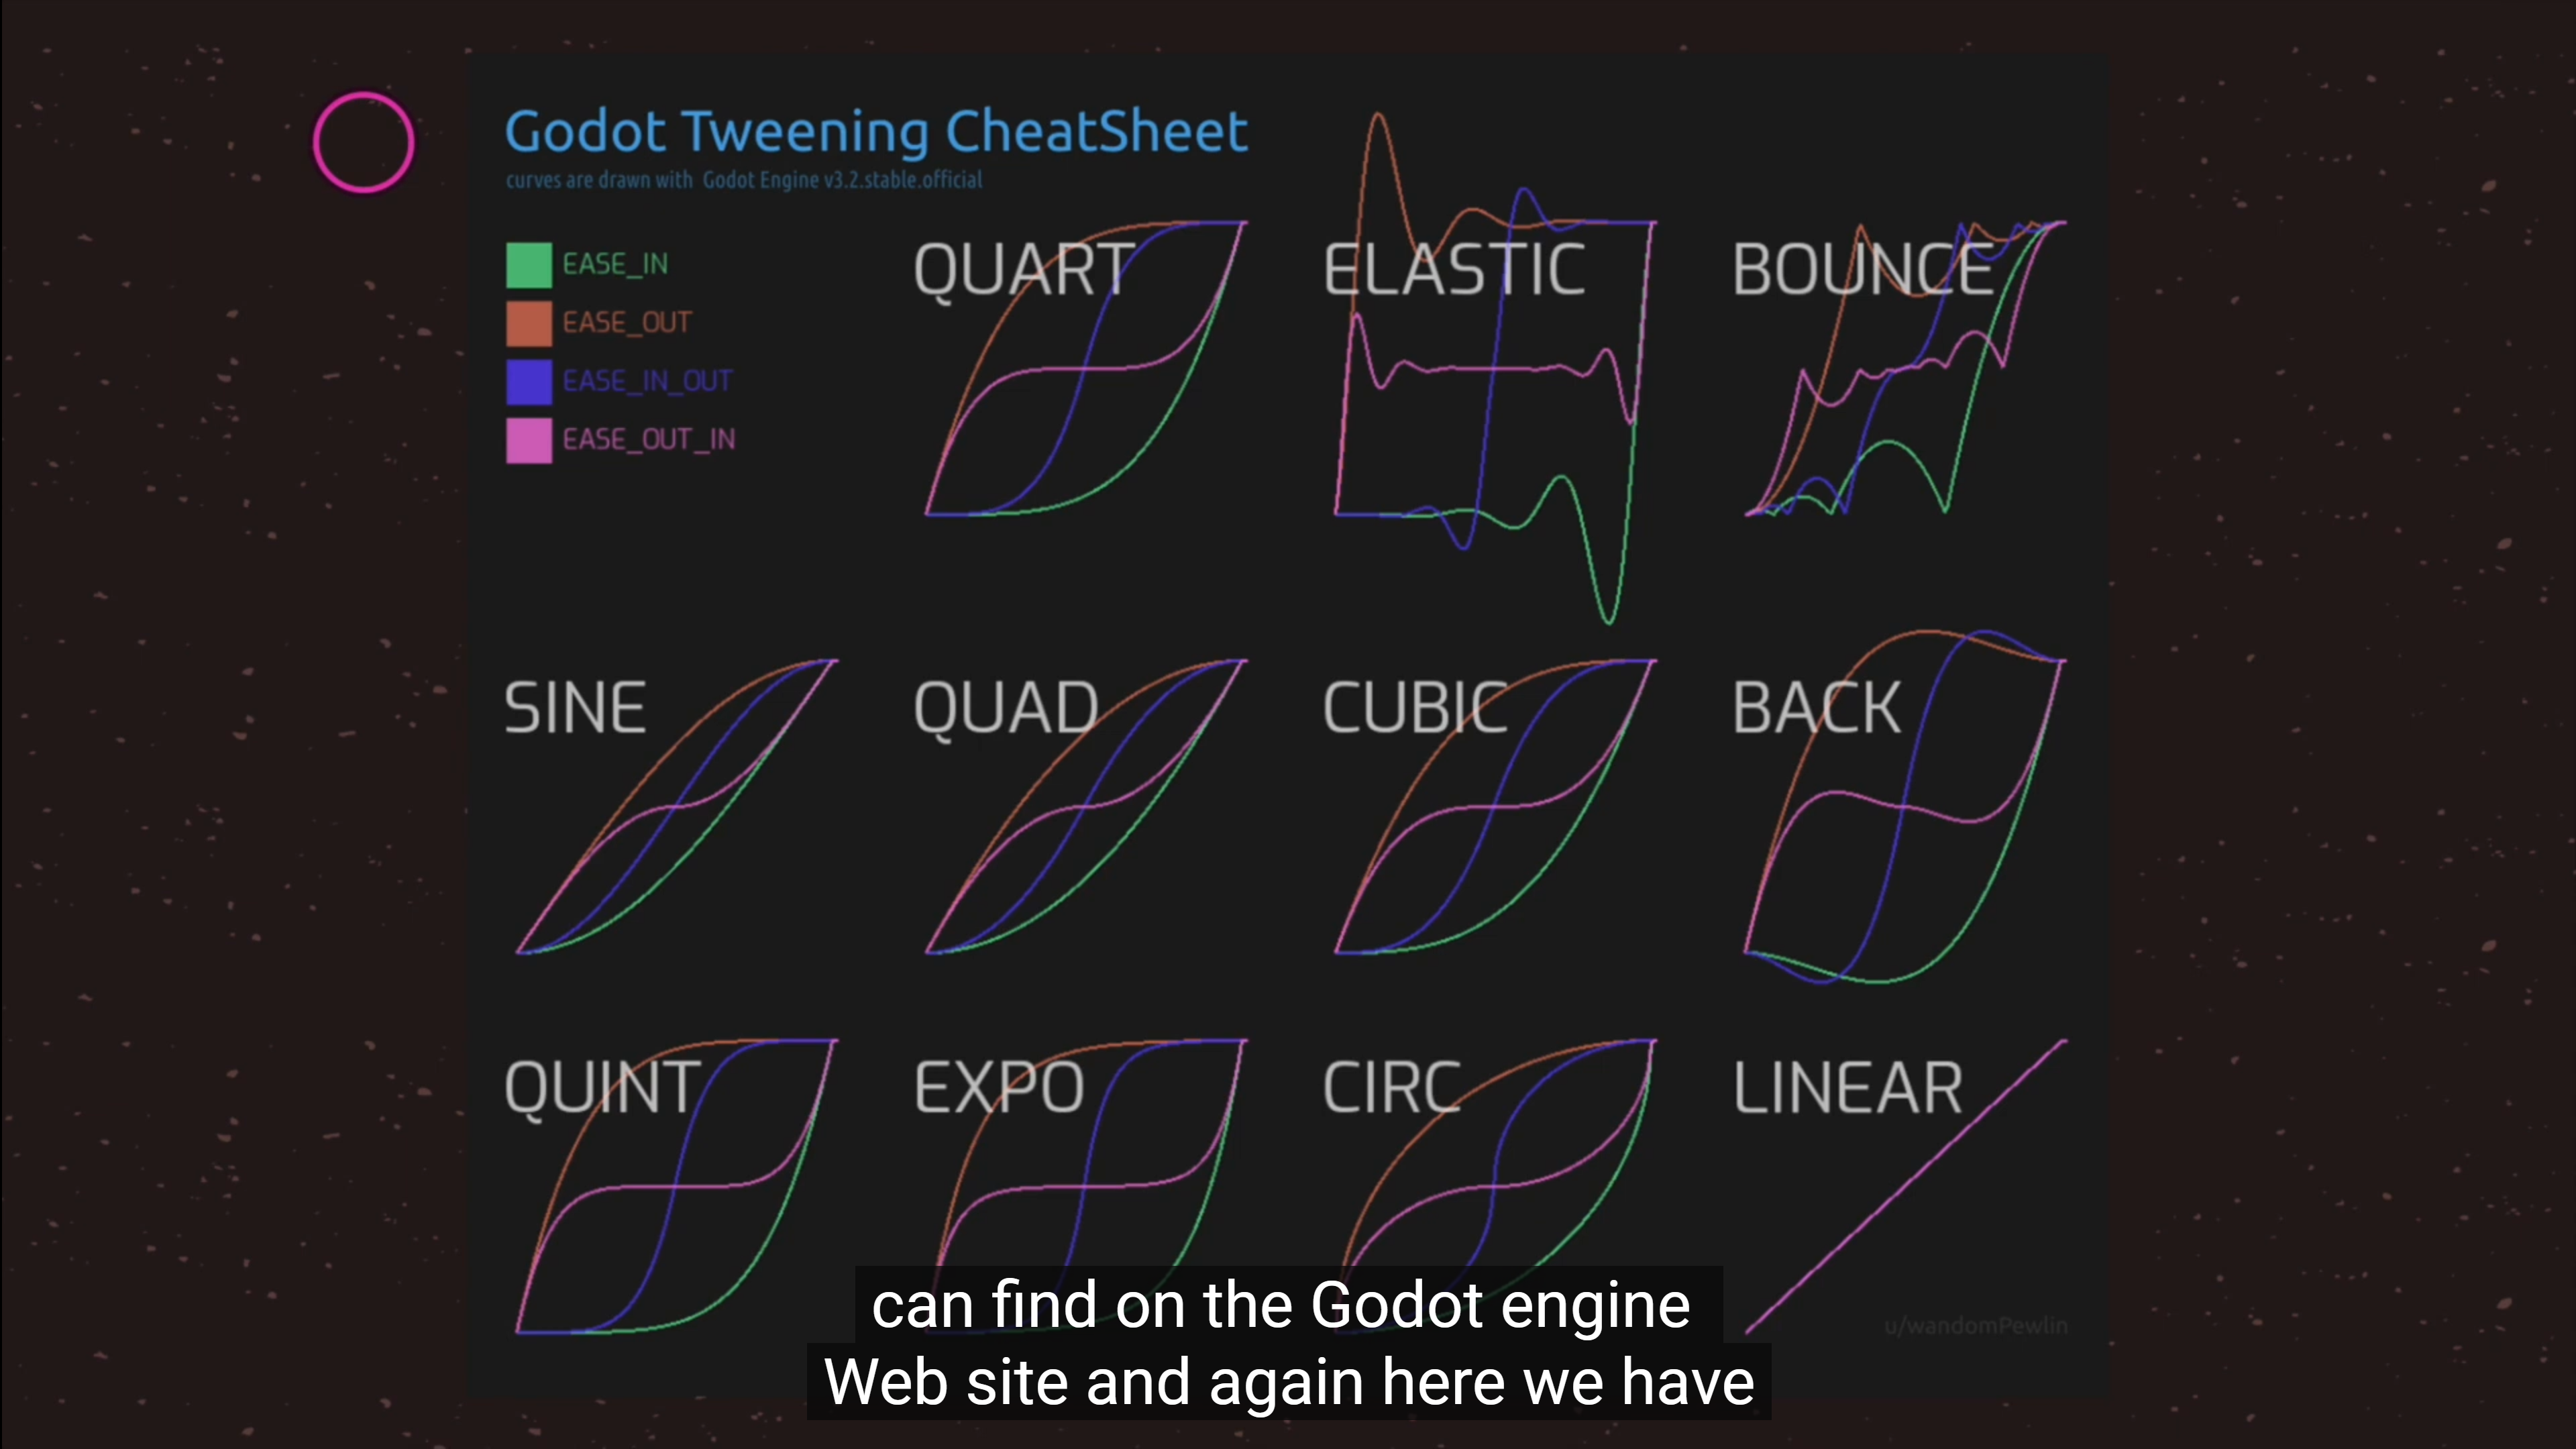 Godot Tweening CheatSheet
curves are drawn with Godot Engine v3.2.stable.official
EASE_IN
EASE_OUT
EASE_IN_OUT
EASE_OUT_IN
QUART
ELASTIC
BOUNCE
SINE
QUAD
CUBIC
BACK
QUINT
EXPO
CIRC
LINEAR
u/wandomPewlin
can find on the Godot engine
Web site and again here we have